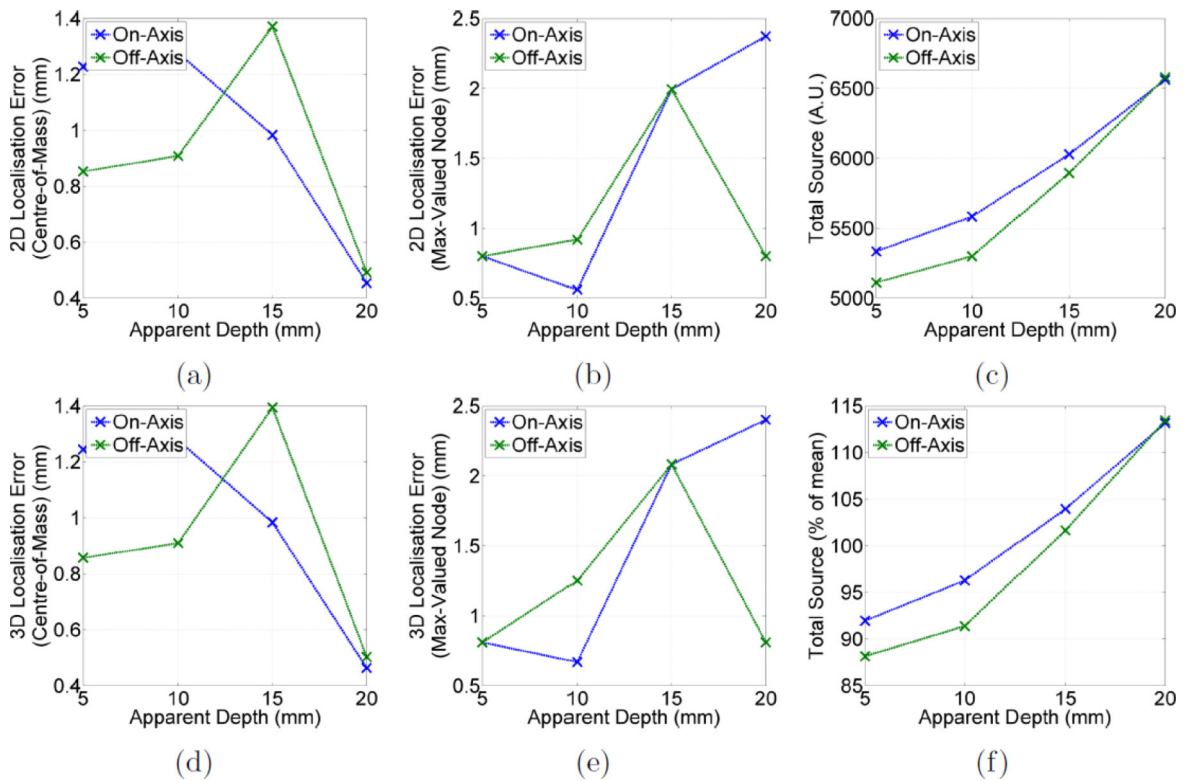 1.4
1.2
1
0.8
0.6
0.4
On-Axis
Off-Axis
2D Localisation Error
(Centre-of-Mass) (mm)
5
10
15
20
Apparent Depth (mm)
(a)
2.5
2
1.5
1
0.5
On-Axis
Off-Axis
2D Localisation Error
(Max-Valued Node) (mm)
5
10
15
20
Apparent Depth (mm)
(b)
7000
6500
6000
5500
5000
On-Axis
Off-Axis
Total Source (A.U.)
5
10
15
20
Apparent Depth (mm)
(c)
1.4
1.2
1
0.8
0.6
0.4
On-Axis
Off-Axis
3D Localisation Error
(Centre-of-Mass) (mm)
5
10
15
20
Apparent Depth (mm)
(d)
2.5
2
1.5
1
0.5
On-Axis
Off-Axis
3D Localisation Error
(Max-Valued Node) (mm)
5
10
15
20
Apparent Depth (mm)
(e)
115
113
105
100
95
90
85
On-Axis
Off-Axis
Total Source (% of mean)
5
10
15
20
Apparent Depth (mm)
(f)